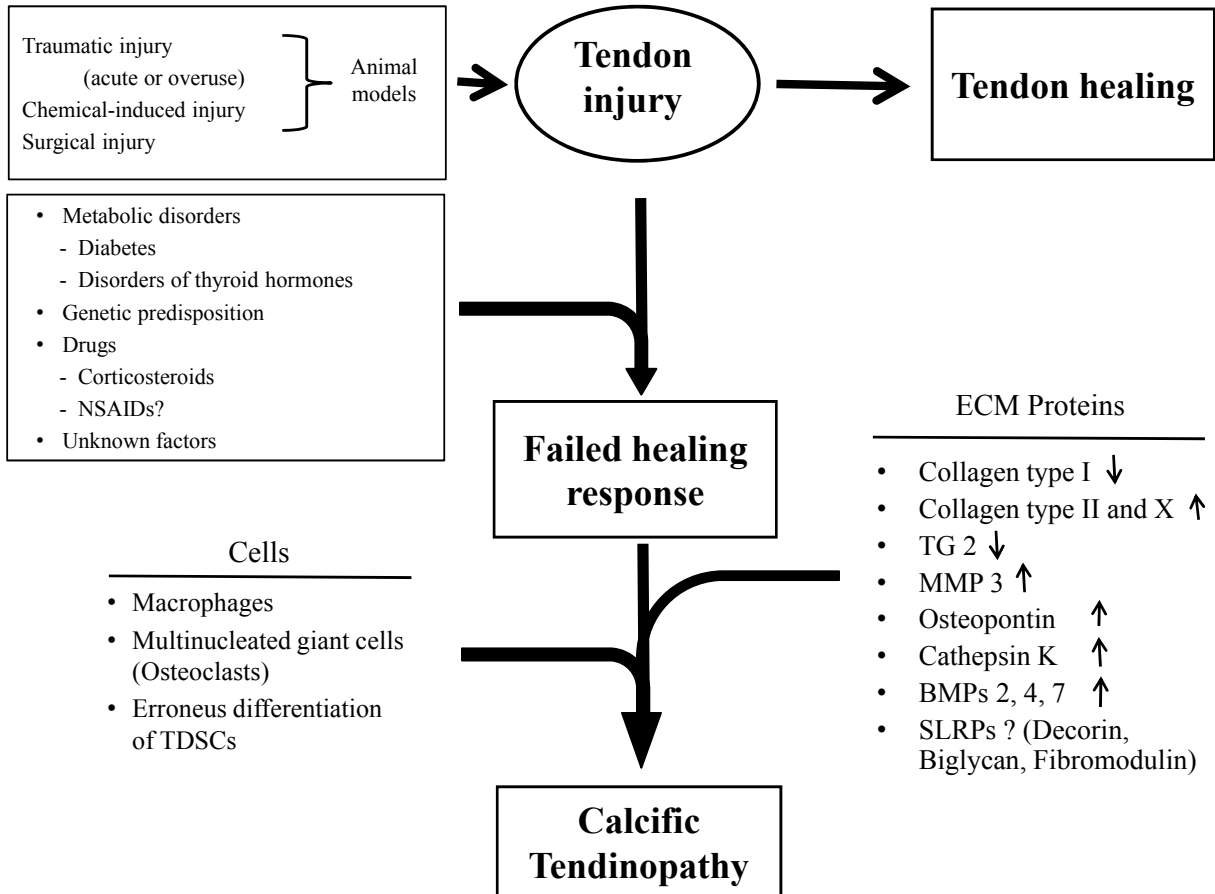 Traumatic injury
(acute or overuse)
Chemical-induced injury
Surgical injury
Animal
models
Tendon
injury
Tendon healing
• Metabolic disorders
- Diabetes
- Disorders of thyroid hormones
• Genetic predisposition
• Drugs
- Corticosteroids
- NSAIDs?
• Unknown factors
Failed healing
response
ECM Proteins
• Collagen type I ↓
• Collagen type II and X ↑
• TG 2 ↓
• MMP 3 ↑
• Osteopontin ↑
• Cathepsin K ↑
• BMPs 2, 4, 7 ↑
• SLRPs ? (Decorin,
Biglycan, Fibromodulin)
Cells
• Macrophages
• Multinucleated giant cells
(Osteoclasts)
• Erroneus differentiation
of TDSCs
Calcific
Tendinopathy